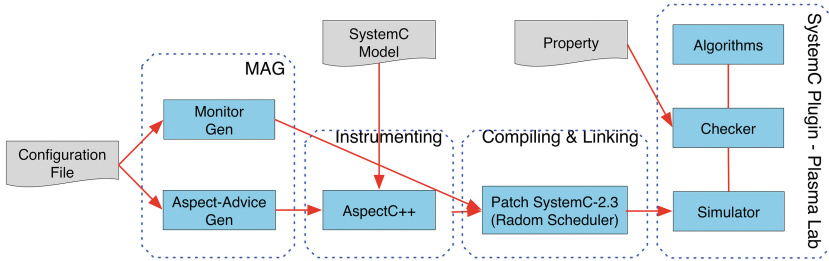 SystemC
Model
Property
Algorithms
SystemC Plugin - Plasma Lab
MAG
Monitor
Gen
Instrumenting
Compiling & Linking
Checker
Configuration
File
Aspect-Advice
Gen
AspectC++
Patch SystemC-2.3
(Radom Scheduler)
Simulator